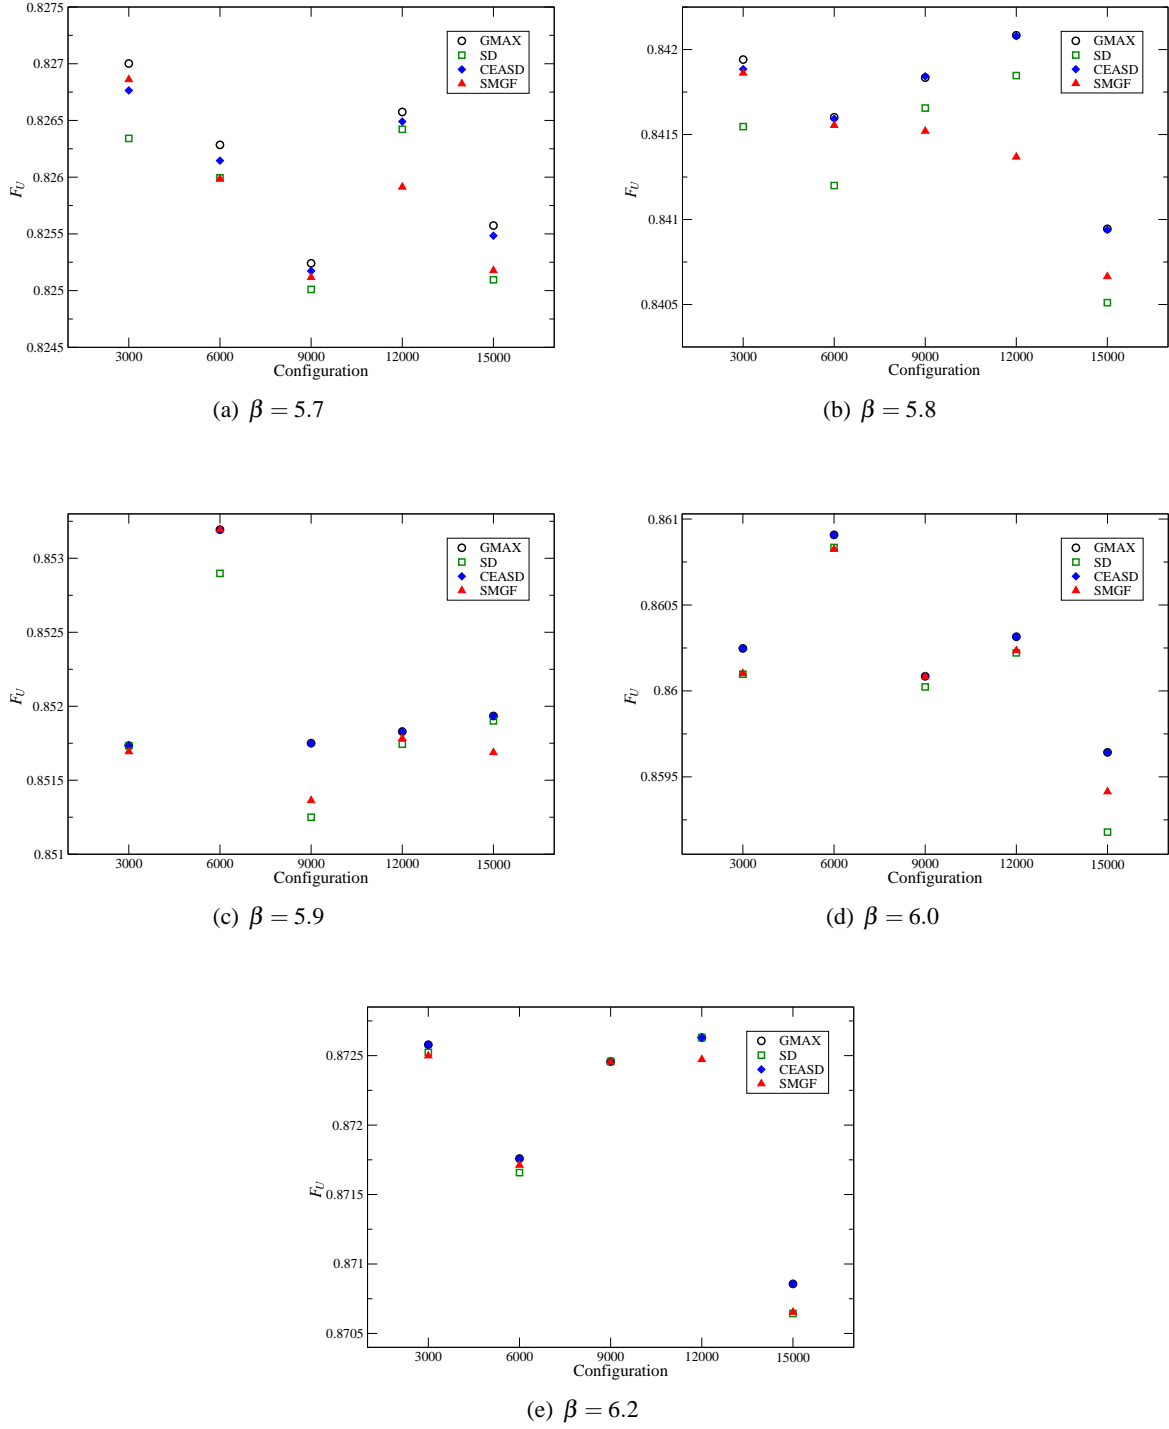 0.8275
0.827
0.8265
0.826
0.8255
0.825
0.8245
F_U
GMAX
SD
CEASD
SMGF
3000 6000 9000 12000 15000
Configuration
(a) β = 5.7
0.842
0.8415
0.841
0.8405
F_U
GMAX
SD
CEASD
SMGF
3000 6000 9000 12000 15000
Configuration
(b) β = 5.8
0.853
0.8525
0.852
0.8515
0.851
F_U
GMAX
SD
CEASD
SMGF
3000 6000 9000 12000 15000
Configuration
(c) β = 5.9
0.861
0.8605
0.86
0.8595
F_U
GMAX
SD
CEASD
SMGF
3000 6000 9000 12000 15000
Configuration
(d) β = 6.0
0.8725
0.872
0.8715
0.871
0.8705
F_U
GMAX
SD
CEASD
SMGF
3000 6000 9000 12000 15000
Configuration
(e) β = 6.2